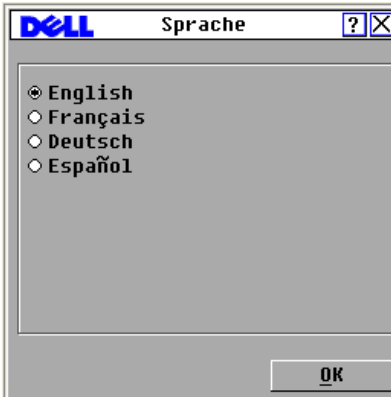 DELL Sprache ? X
English
Français
Deutsch
Español
OK